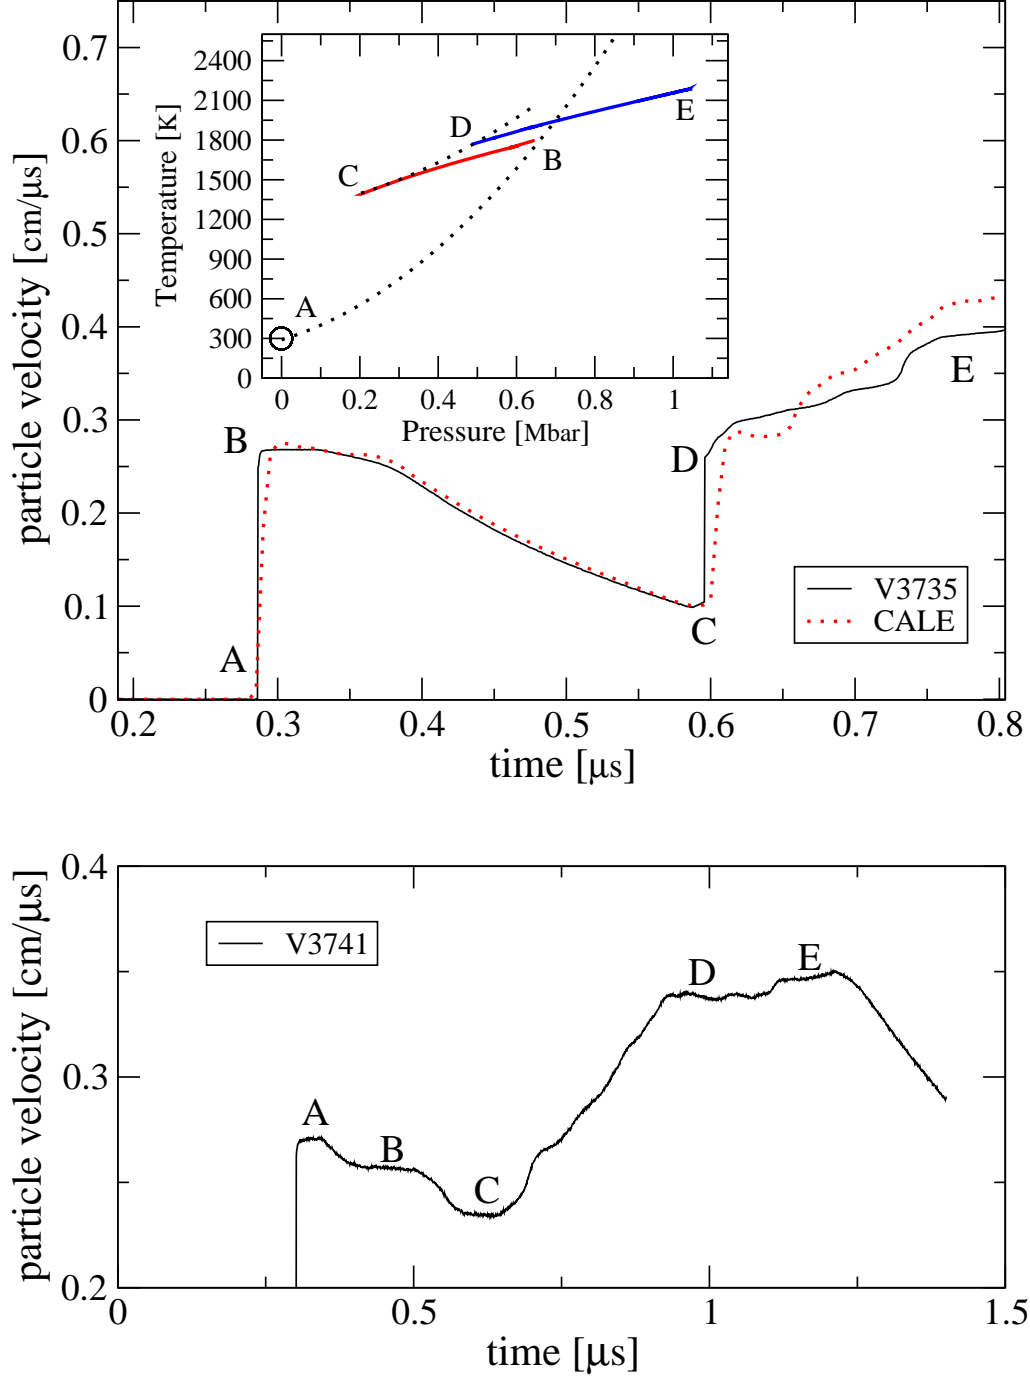 0.7
0.6
0.5
0.4
0.3
0.2
0.1
0
particle velocity [cm/μs]
2400
2100
1800
1500
1200
900
600
300
0
Temperature [K]
A
B
C
D
E
0 0.2 0.4 0.6 0.8 1
Pressure [Mbar]
A
B
C
D
E
V3735
CALE
0.2 0.3 0.4 0.5 0.6 0.7 0.8
time [μs]
0.4
0.3
0.2
particle velocity [cm/μs]
V3741
A
B
C
D
E
0 0.5 1 1.5
time [μs]